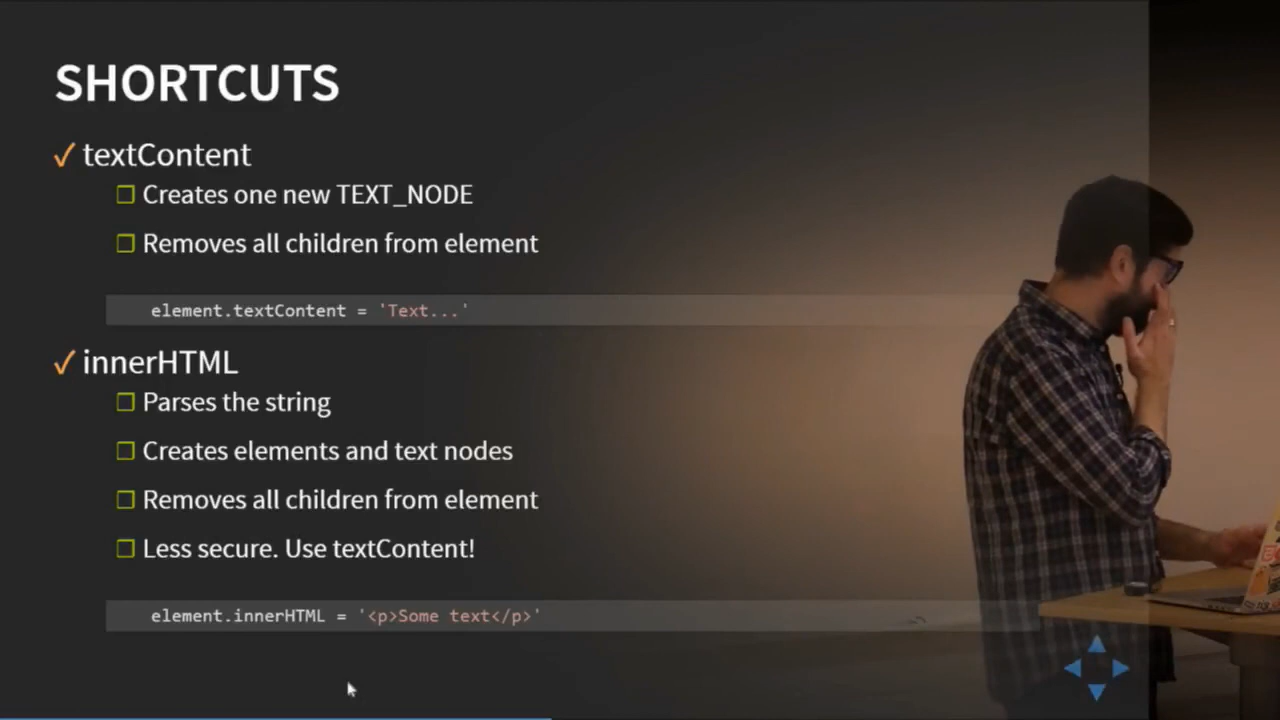 SHORTCUTS
✓ textContent
❒ Creates one new TEXT_NODE
❒ Removes all children from element
element.textContent = 'Text...'
✓ innerHTML
❒ Parses the string
❒ Creates elements and text nodes
❒ Removes all children from element
❒ Less secure. Use textContent!
element.innerHTML = '<p>Some text</p>'